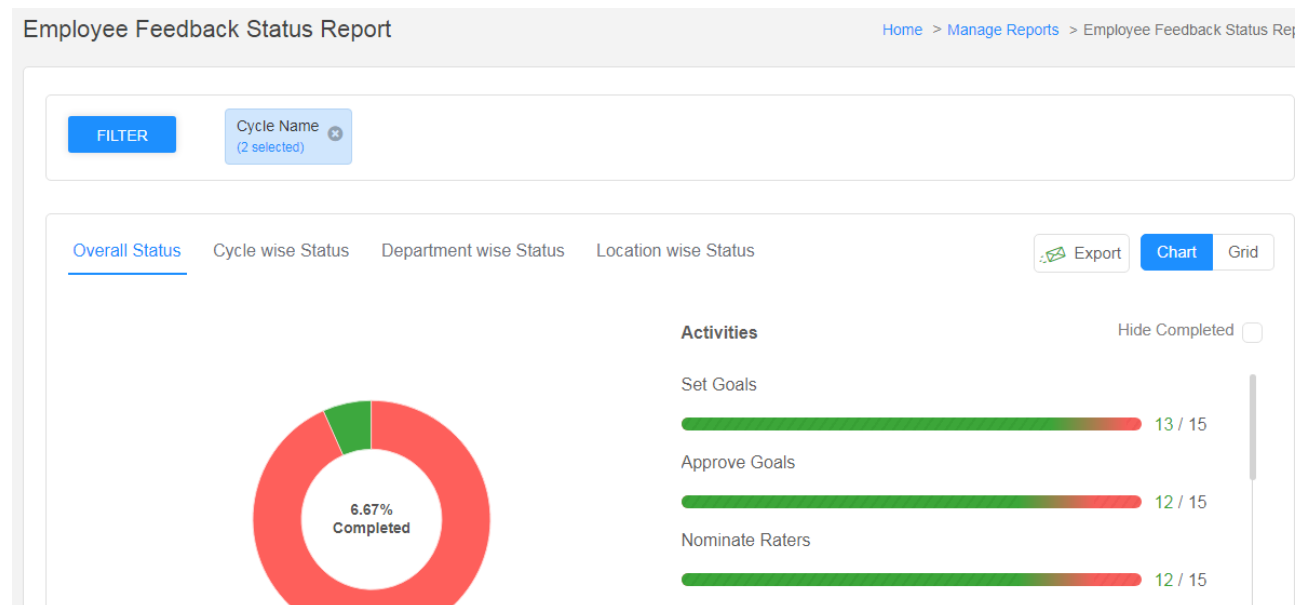 Employee Feedback Status Report
Home > Manage Reports > Employee Feedback Status Rep
FILTER
Cycle Name
(2 selected)
Overall Status
Cycle wise Status
Department wise Status
Location wise Status
Export
Chart
Grid
Activities
Hide Completed
Set Goals
13 / 15
Approve Goals
12 / 15
Nominate Raters
12 / 15
6.67%
Completed